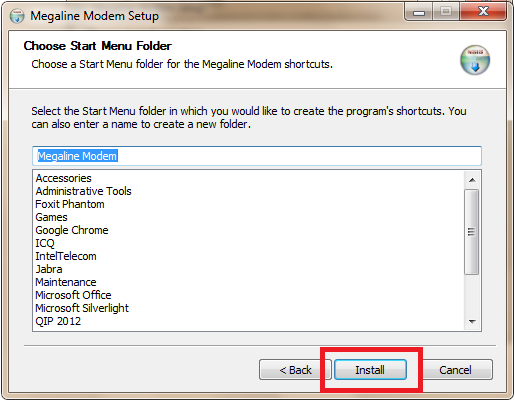 Megaline Modem Setup
Choose Start Menu Folder
Choose a Start Menu folder for the Megaline Modem shortcuts.
Select the Start Menu folder in which you would like to create the program's shortcuts. You
can also enter a name to create a new folder.
Megaline Modem
Accessories
Administrative Tools
Foxit Phantom
Games
Google Chrome
ICQ
IntelTelecom
Jabra
Maintenance
Microsoft Office
Microsoft Silverlight
QIP 2012
< Back
Install
Cancel